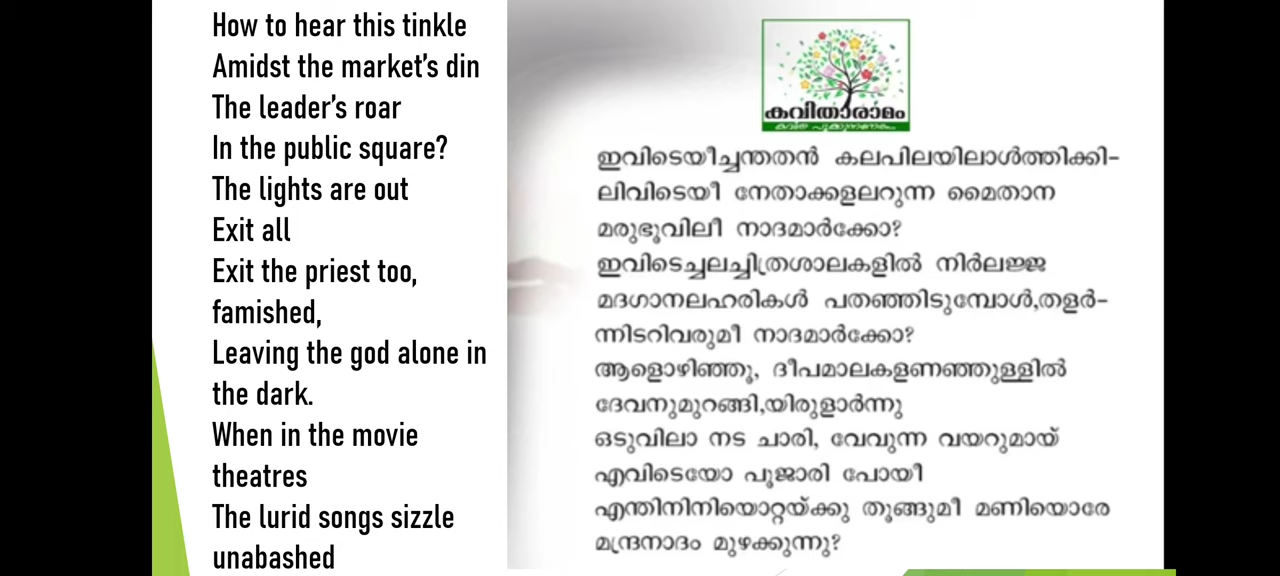 How to hear this tinkle
Amidst the market's din
The leader's roar
In the public square?
The lights are out
Exit all
Exit the priest too,
famished,
Leaving the god alone in
the dark.
When in the movie
theatres
The lurid songs sizzle
unabashed
കവിതാരാമം
കവിത പൂക്കുന്നിടം
ഇവിടെയീച്ചന്തതൻ കലപിലയിലാൾത്തിക്കി-
ലിവിടെയീ നേതാക്കളലറുന്ന മൈതാന
മരുഭൂവിലീ നാദമാർക്കോ?
ഇവിടെച്ചലച്ചിത്രശാലകളിൽ നിർലജ്ജ
മദഗാനലഹരികൾ പതഞ്ഞിടുമ്പോൾ,തളർ-
ന്നിടറിവരുമീ നാദമാർക്കോ?
ആളൊഴിഞ്ഞൂ, ദീപമാലകളണഞ്ഞുള്ളിൽ
ദേവനുമുറങ്ങി,യിരുളാർന്നു
ഒടുവിലാ നട ചാരി, വേവുന്ന വയറുമായ്
എവിടെയോ പൂജാരി പോയീ
എന്തിനിനിയൊറ്റയ്ക്കു തൂങ്ങുമീ മണിയൊരേ
മന്ദ്രനാദം മുഴക്കുന്നു?